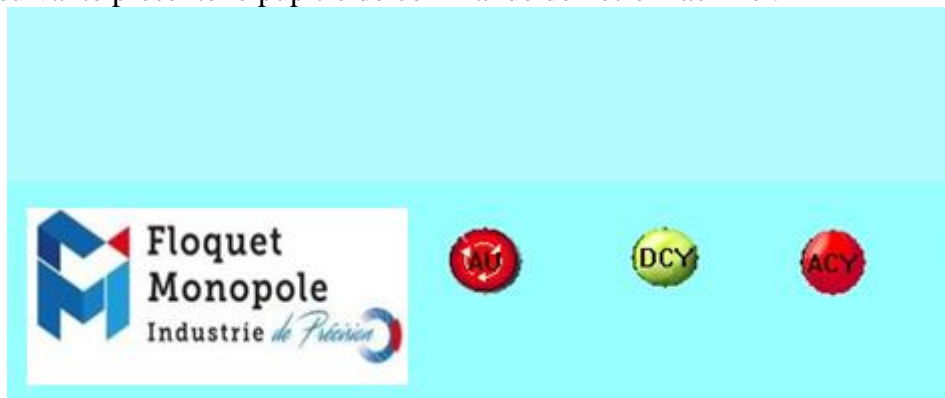 Floquet
Monopole
Industrie de Précision
AU
DCY
ACY